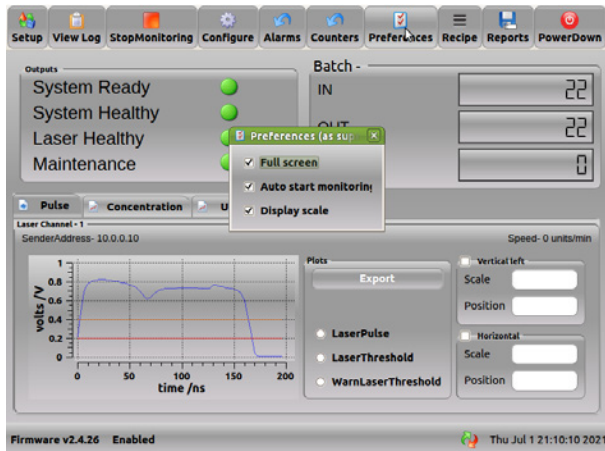 Setup View Log StopMonitoring Configure Alarms Counters Preferences Recipe Reports PowerDown
Outputs
System Ready
System Healthy
Laser Healthy
Maintenance
Batch -
IN 22
OUT 22
0
Preferences (as sup
Full screen
Auto start monitoring
Display scale
Pulse Concentration U
Laser Channel - 1
SenderAddress- 10.0.0.10 Speed- 0 units/min
volts /V
1
0.8
0.6
0.4
0.2
0
0 50 100 150 200
time /ns
Plots
Export
LaserPulse
LaserThreshold
WarnLaserThreshold
Vertical left
Scale
Position
Horizontal
Scale
Position
Firmware v2.4.26 Enabled Thu Jul 1 21:10:10 2021